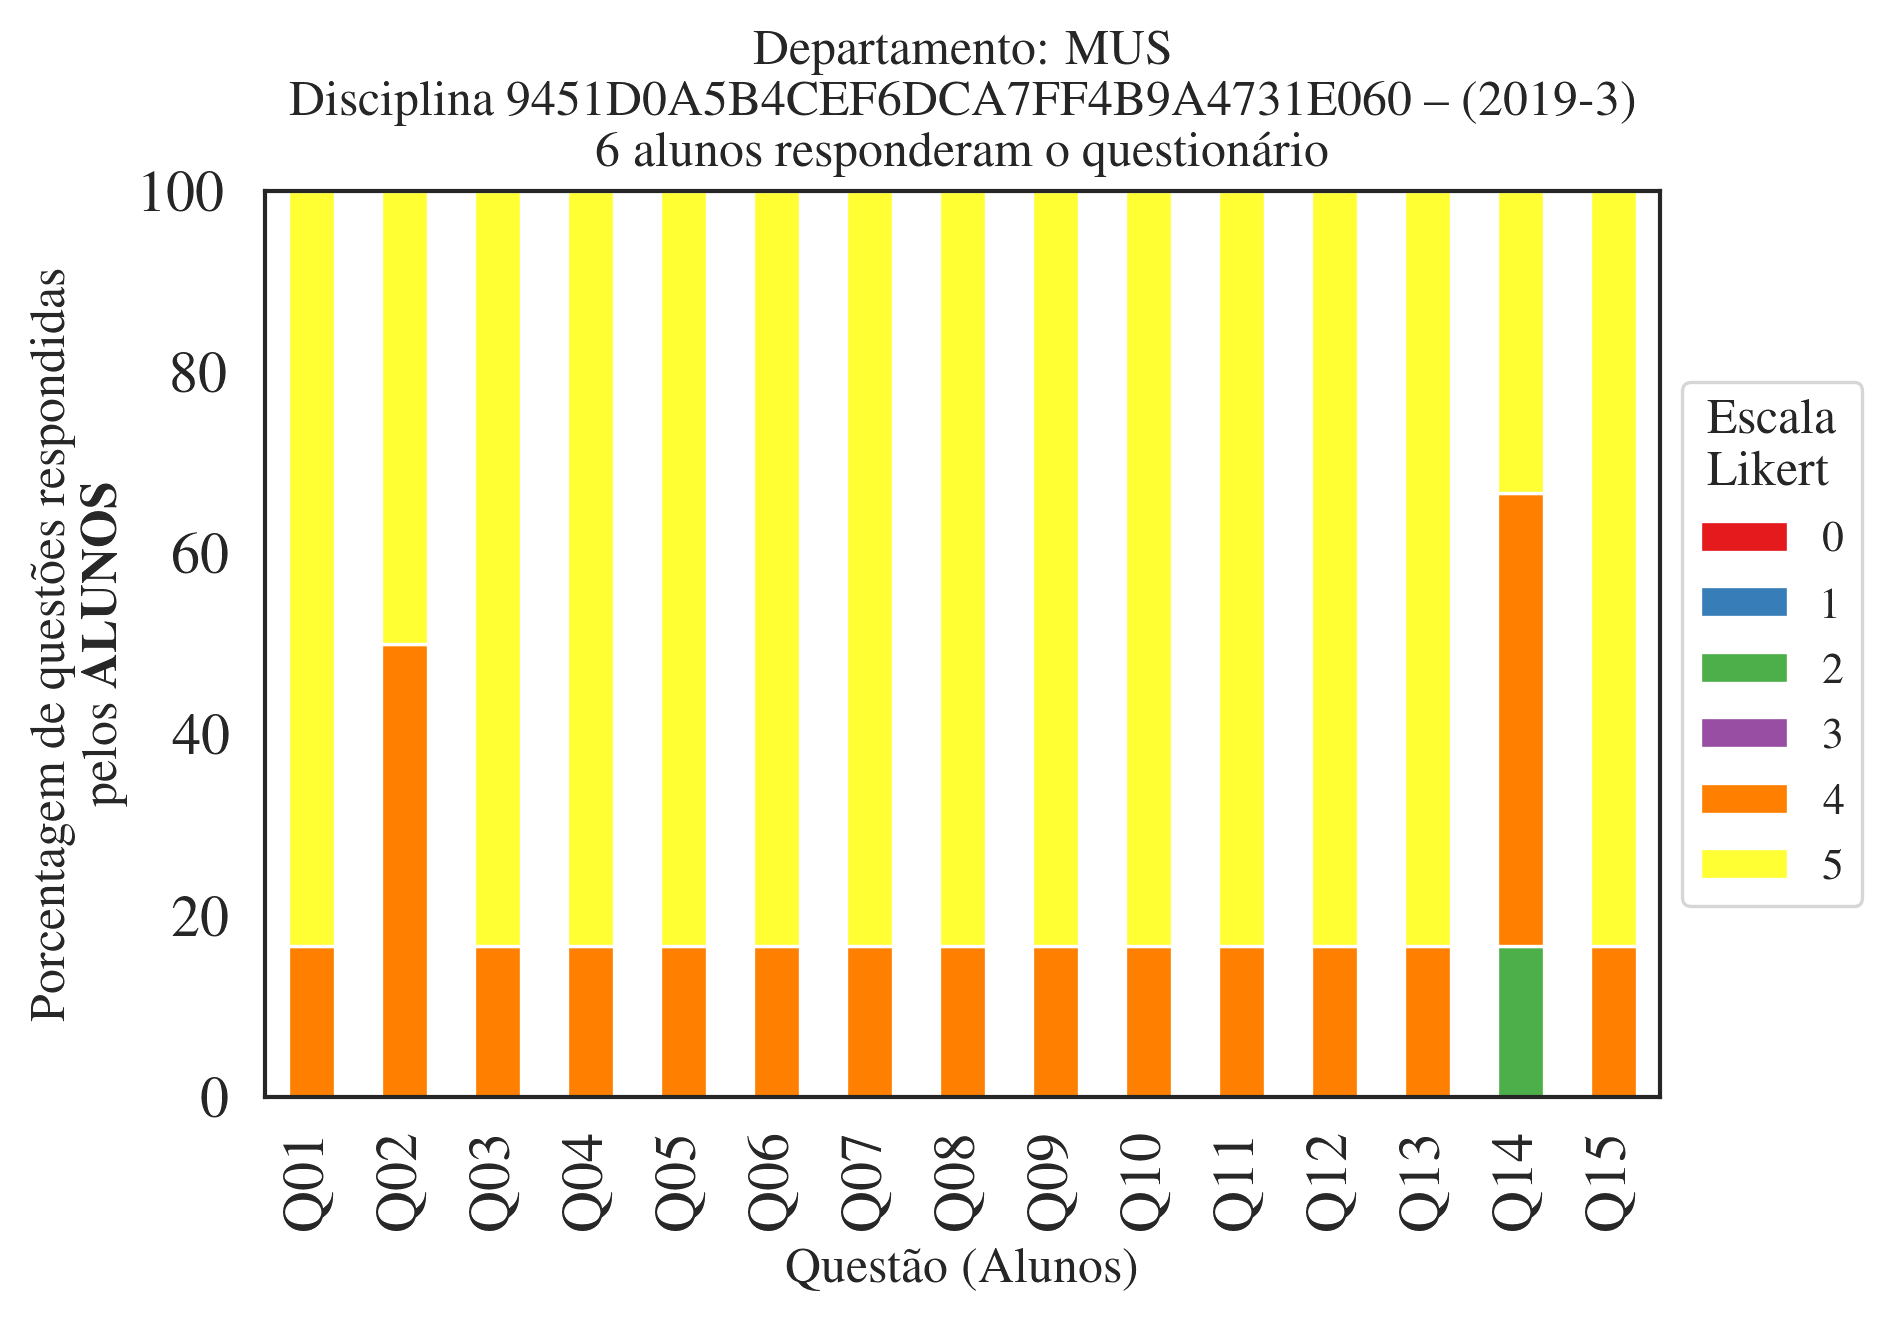 Departamento: MUS
Disciplina 9451D0A5B4CEF6DCA7FF4B9A4731E060 – (2019-3)
6 alunos responderam o questionário
Porcentagem de questões respondidas
pelos ALUNOS
100
80
60
40
20
0
Q01
Q02
Q03
Q04
Q05
Q06
Q07
Q08
Q09
Q10
Q11
Q12
Q13
Q14
Q15
Questão (Alunos)
Escala
Likert
0
1
2
3
4
5